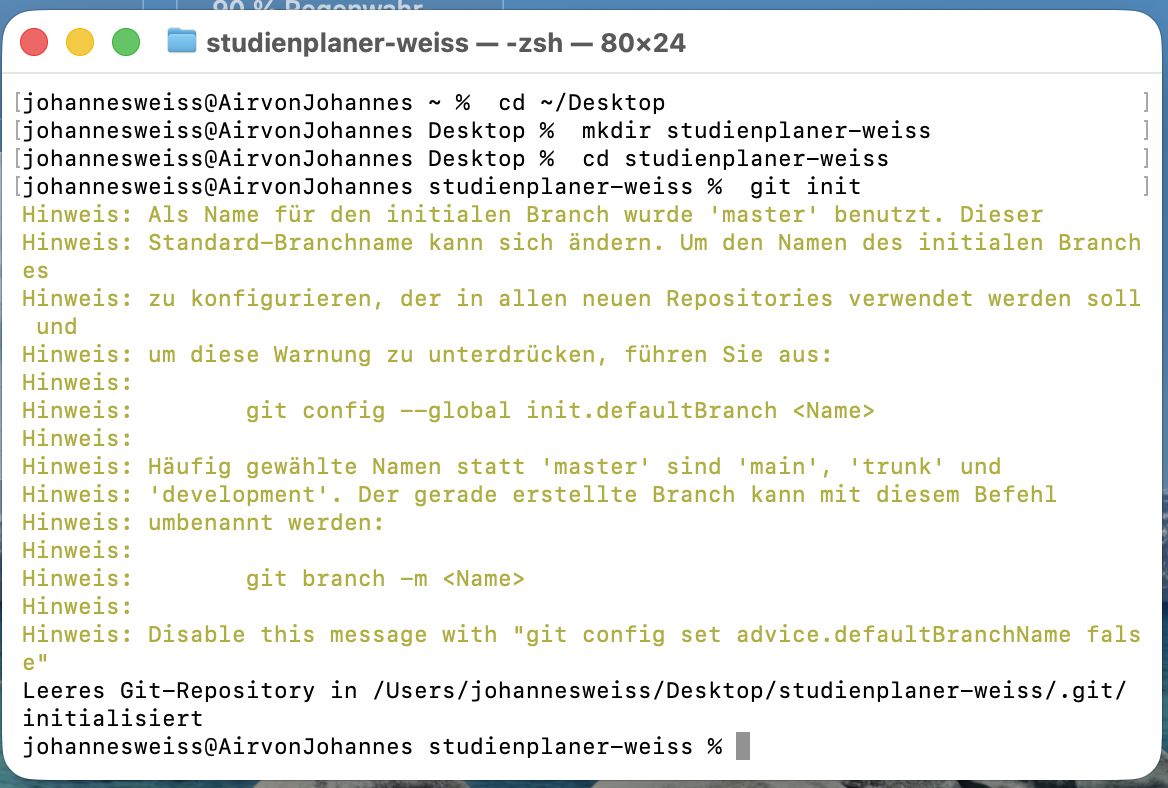 90 % Regenwahr
studienplaner-weiss — -zsh — 80×24
[johannesweiss@AirvonJohannes ~ %  cd ~/Desktop ]
[johannesweiss@AirvonJohannes Desktop %  mkdir studienplaner-weiss ]
[johannesweiss@AirvonJohannes Desktop %  cd studienplaner-weiss ]
[johannesweiss@AirvonJohannes studienplaner-weiss %  git init ]
Hinweis: Als Name für den initialen Branch wurde 'master' benutzt. Dieser
Hinweis: Standard-Branchname kann sich ändern. Um den Namen des initialen Branch
es
Hinweis: zu konfigurieren, der in allen neuen Repositories verwendet werden soll
 und
Hinweis: um diese Warnung zu unterdrücken, führen Sie aus:
Hinweis:
Hinweis:        git config --global init.defaultBranch <Name>
Hinweis:
Hinweis: Häufig gewählte Namen statt 'master' sind 'main', 'trunk' und
Hinweis: 'development'. Der gerade erstellte Branch kann mit diesem Befehl
Hinweis: umbenannt werden:
Hinweis:
Hinweis:        git branch -m <Name>
Hinweis:
Hinweis: Disable this message with "git config set advice.defaultBranchName fals
e"
Leeres Git-Repository in /Users/johannesweiss/Desktop/studienplaner-weiss/.git/
initialisiert
johannesweiss@AirvonJohannes studienplaner-weiss %